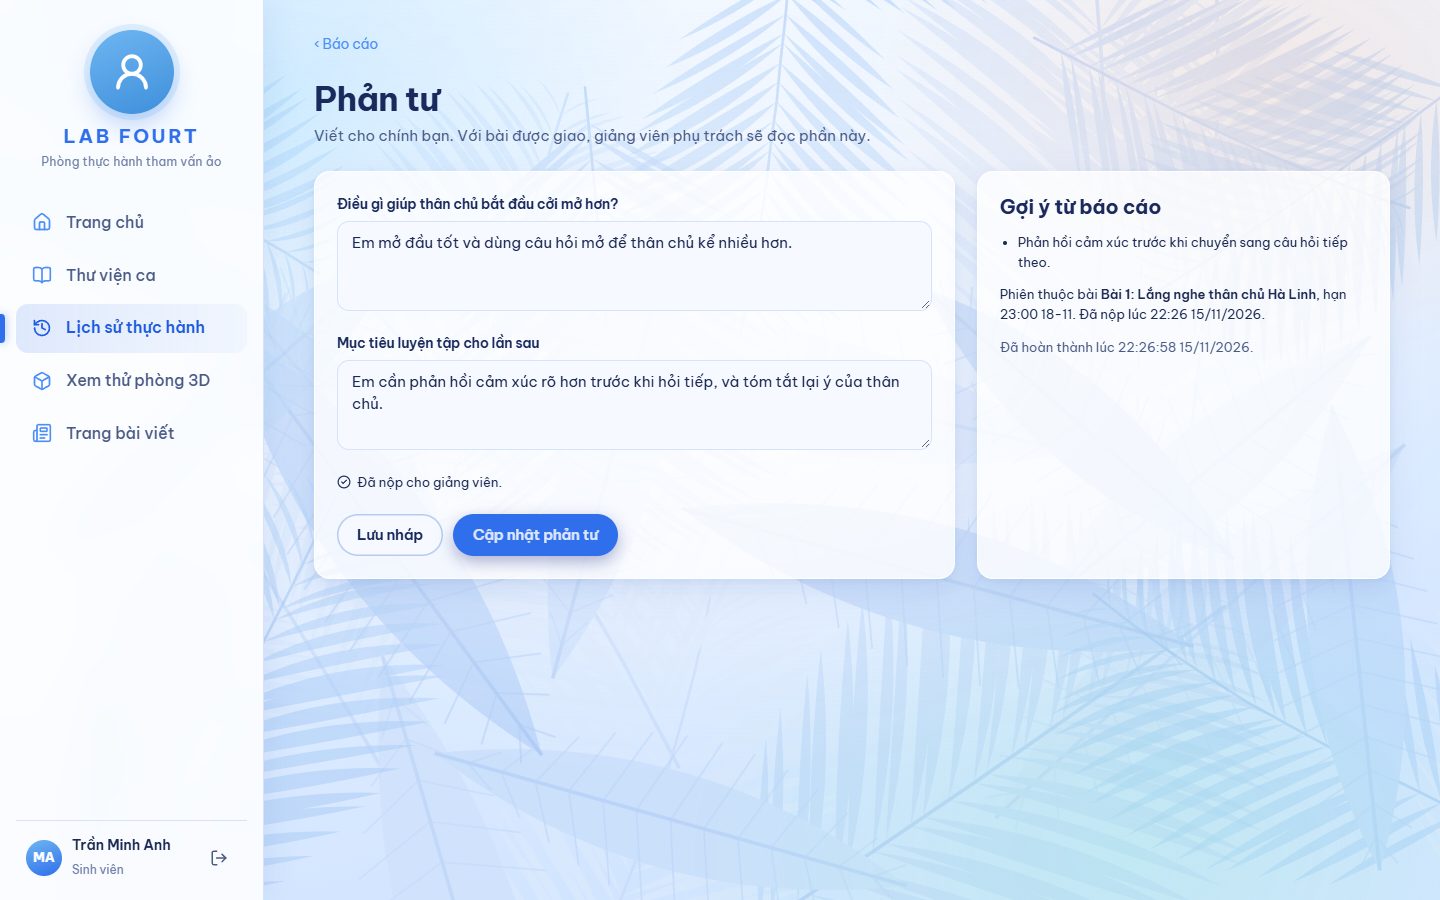 LAB FOURT
Phòng thực hành tham vấn ảo
Trang chủ
Thư viện ca
Lịch sử thực hành
Xem thử phòng 3D
Trang bài viết
MA
Trần Minh Anh
Sinh viên
‹ Báo cáo
Phản tư
Viết cho chính bạn. Với bài được giao, giảng viên phụ trách sẽ đọc phần này.
Điều gì giúp thân chủ bắt đầu cởi mở hơn?
Em mở đầu tốt và dùng câu hỏi mở để thân chủ kể nhiều hơn.
Mục tiêu luyện tập cho lần sau
Em cần phản hồi cảm xúc rõ hơn trước khi hỏi tiếp, và tóm tắt lại ý của thân
chủ.
Đã nộp cho giảng viên.
Lưu nháp
Cập nhật phản tư
Gợi ý từ báo cáo
• Phản hồi cảm xúc trước khi chuyển sang câu hỏi tiếp
theo.
Phiên thuộc bài Bài 1: Lắng nghe thân chủ Hà Linh, hạn
23:00 18-11. Đã nộp lúc 22:26 15/11/2026.
Đã hoàn thành lúc 22:26:58 15/11/2026.